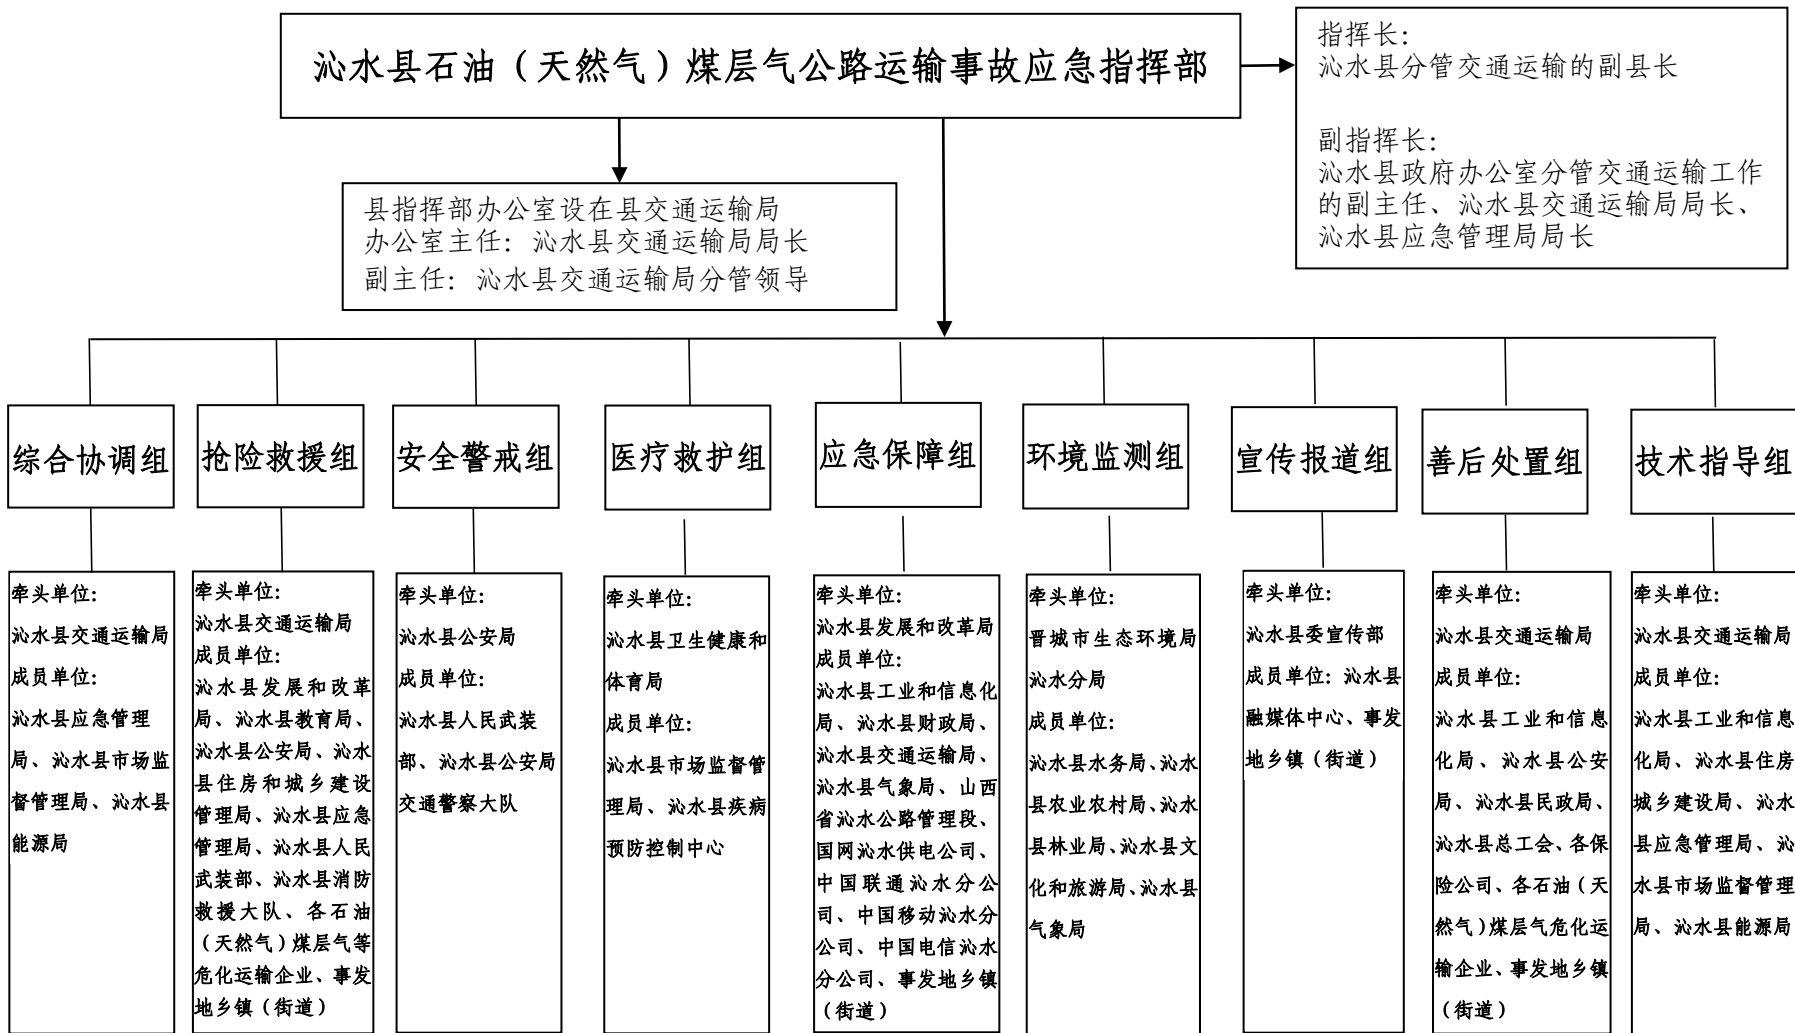 沁水县石油（天然气）煤层气公路运输事故应急指挥部
指挥长：
沁水县分管交通运输的副县长
副指挥长：
沁水县政府办公室分管交通运输工作
的副主任、沁水县交通运输局局长、
沁水县应急管理局局长
县指挥部办公室设在县交通运输局
办公室主任：沁水县交通运输局局长
副主任：沁水县交通运输局分管领导
综合协调组
抢险救援组
安全警戒组
医疗救护组
应急保障组
环境监测组
宣传报道组
善后处置组
技术指导组
牵头单位：
沁水县交通运输局
成员单位：
沁水县应急管理
局、沁水县市场监
督管理局、沁水县
能源局
牵头单位：
沁水县交通运输局
成员单位：
沁水县发展和改革
局、沁水县教育局、
沁水县公安局、沁水
县住房和城乡建设
管理局、沁水县应急
管理局、沁水县人民
武装部、沁水县消防
救援大队、各石油
（天然气）煤层气等
危化运输企业、事发
地乡镇（街道）
牵头单位：
沁水县公安局
成员单位：
沁水县人民武装
部、沁水县公安局
交通警察大队
牵头单位：
沁水县卫生健康和
体育局
成员单位：
沁水县市场监督管
理局、沁水县疾病
预防控制中心
牵头单位：
沁水县发展和改革局
成员单位：
沁水县工业和信息化
局、沁水县财政局、
沁水县交通运输局、
沁水县气象局、山西
省沁水公路管理段、
国网沁水供电公司、
中国联通沁水分公
司、中国移动沁水分
公司、中国电信沁水
分公司、事发地乡镇
（街道）
牵头单位：
晋城市生态环境局
沁水分局
成员单位：
沁水县水务局、沁水
县农业农村局、沁水
县林业局、沁水县文
化和旅游局、沁水县
气象局
牵头单位：
沁水县委宣传部
成员单位：沁水县
融媒体中心、事发
地乡镇（街道）
牵头单位：
沁水县交通运输局
成员单位：
沁水县工业和信息
化局、沁水县公安
局、沁水县民政局、
沁水县总工会、各保
险公司、各石油（天
然气）煤层气危化运
输企业、事发地乡镇
（街道）
牵头单位：
沁水县交通运输局
成员单位：
沁水县工业和信息
化局、沁水县住房
城乡建设局、沁水
县应急管理局、沁
水县市场监督管理
局、沁水县能源局